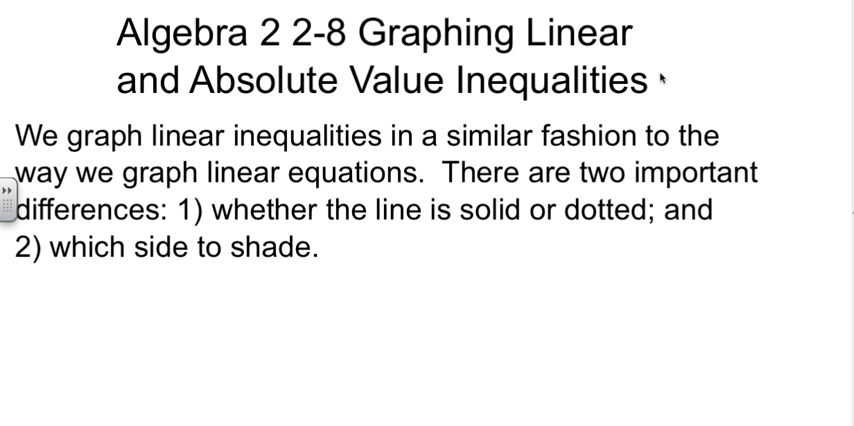 Algebra 2 2-8 Graphing Linear
and Absolute Value Inequalities
We graph linear inequalities in a similar fashion to the
way we graph linear equations.  There are two important
differences: 1) whether the line is solid or dotted; and
2) which side to shade.